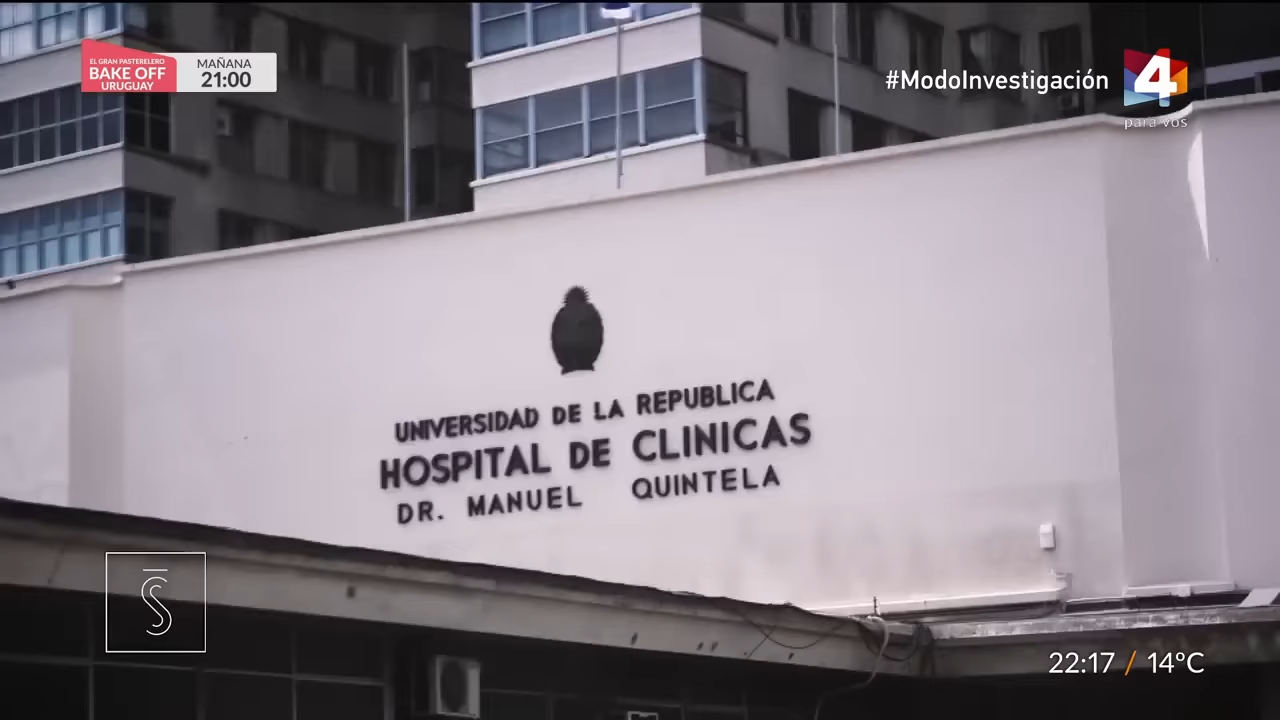 EL GRAN PASTERELERO
BAKE OFF
URUGUAY
MAÑANA
21:00
#ModoInvestigación
4
para vos
UNIVERSIDAD DE LA REPUBLICA
HOSPITAL DE CLINICAS
DR. MANUEL QUINTELA
S
22:17 / 14°C